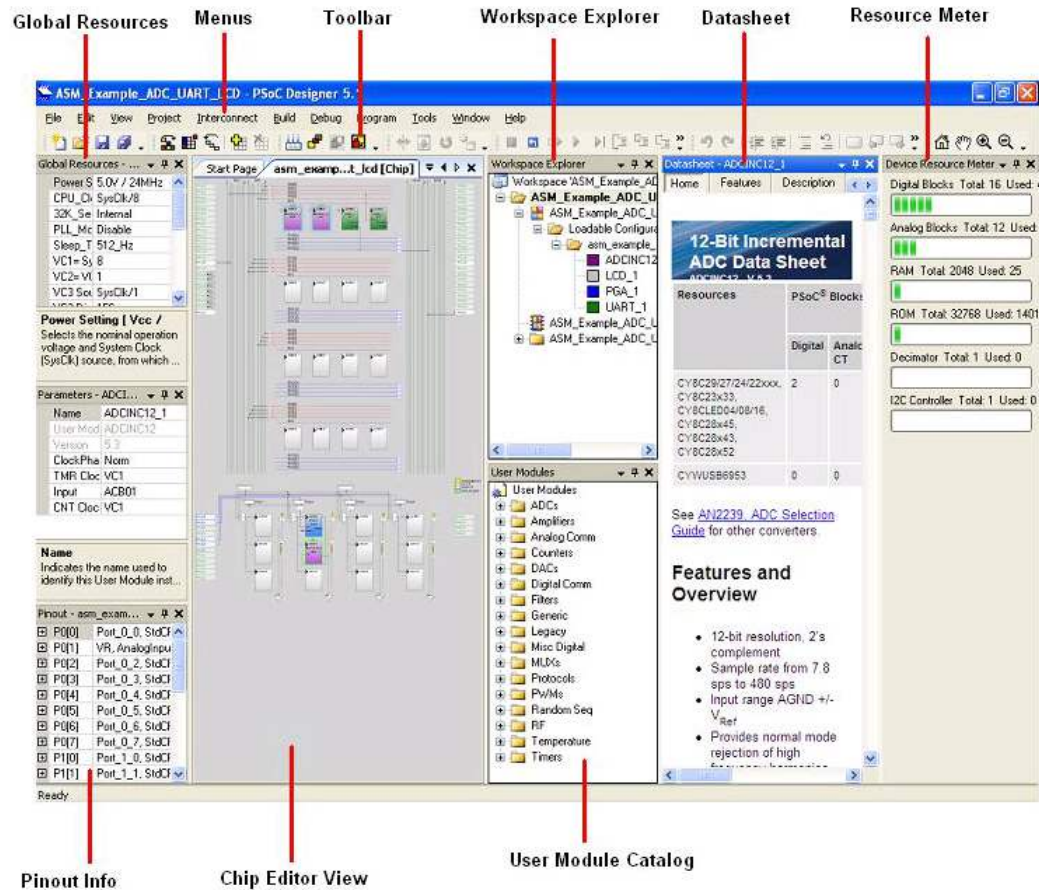 Global Resources
Menus
Toolbar
Workspace Explorer
Datasheet
Resource Meter
ASM_Example_ADC_UART_LCD - PSoC Designer 5.
File Edit View Project Interconnect Build Debug Program Tools Window Help
Global Resources - ...
Power S 5.0V / 24MHz
CPU_Cl SysClk/8
32K_Se Internal
PLL_Mc Disable
Sleep_T 512_Hz
VC1= Sy 8
VC2= V 1
VC3 Sou SysClk/1
Power Setting [ Vcc /
Selects the nominal operation
voltage and System Clock
(SysClk) source, from which ...
Parameters - ADCI...
Name ADCINC12_1
User Mod ADCINC12
Version 5.3
ClockPha Norm
TMR Cloc VC1
Input ACB01
CNT Cloc VC1
Name
Indicates the name used to
identify this User Module inst...
Pinout - asm_exam...
P0[0] Port_0_0, StdCF
P0[1] VR, AnalogInpu
P0[2] Port_0_2, StdCF
P0[3] Port_0_3, StdCF
P0[4] Port_0_4, StdCF
P0[5] Port_0_5, StdCF
P0[6] Port_0_6, StdCF
P0[7] Port_0_7, StdCF
P1[0] Port_1_0, StdCF
P1[1] Port_1_1, StdCF
Ready
Start Page asm_examp...t_lcd [Chip]
Workspace Explorer
Workspace 'ASM_Example_AD
ASM_Example_ADC_U
ASM_Example_ADC_U
Loadable Configura
asm_example_
ADCINC12
LCD_1
PGA_1
UART_1
ASM_Example_ADC_U
ASM_Example_ADC_U
User Modules
User Modules
ADCs
Amplifiers
Analog Comm
Counters
DACs
Digital Comm
Filters
Generic
Legacy
Misc Digital
MUXs
Protocols
PWMs
Random Seq
RF
Temperature
Timers
Datasheet - ADCINC12_1
Home Features Description
12-Bit Incremental
ADC Data Sheet
Resources PSoC® Blocks
Digital Analo
CT
CY8C29/27/24/22xxx, 2 0
CY8C23x33,
CY8CLED04/08/16,
CY8C28x45,
CY8C28x43,
CY8C28x52
CYWUSB6953 0 0
See AN2239, ADC Selection
Guide for other converters.
Features and
Overview
• 12-bit resolution, 2's
complement
• Sample rate from 7.8
sps to 480 sps
• Input range AGND +/-
VRef
• Provides normal mode
rejection of high
Device Resource Meter
Digital Blocks Total: 16 Used:
Analog Blocks Total: 12 Used:
RAM Total: 2048 Used: 25
ROM Total: 32768 Used: 1401
Decimator Total: 1 Used: 0
I2C Controller Total: 1 Used: 0
Pinout Info
Chip Editor View
User Module Catalog